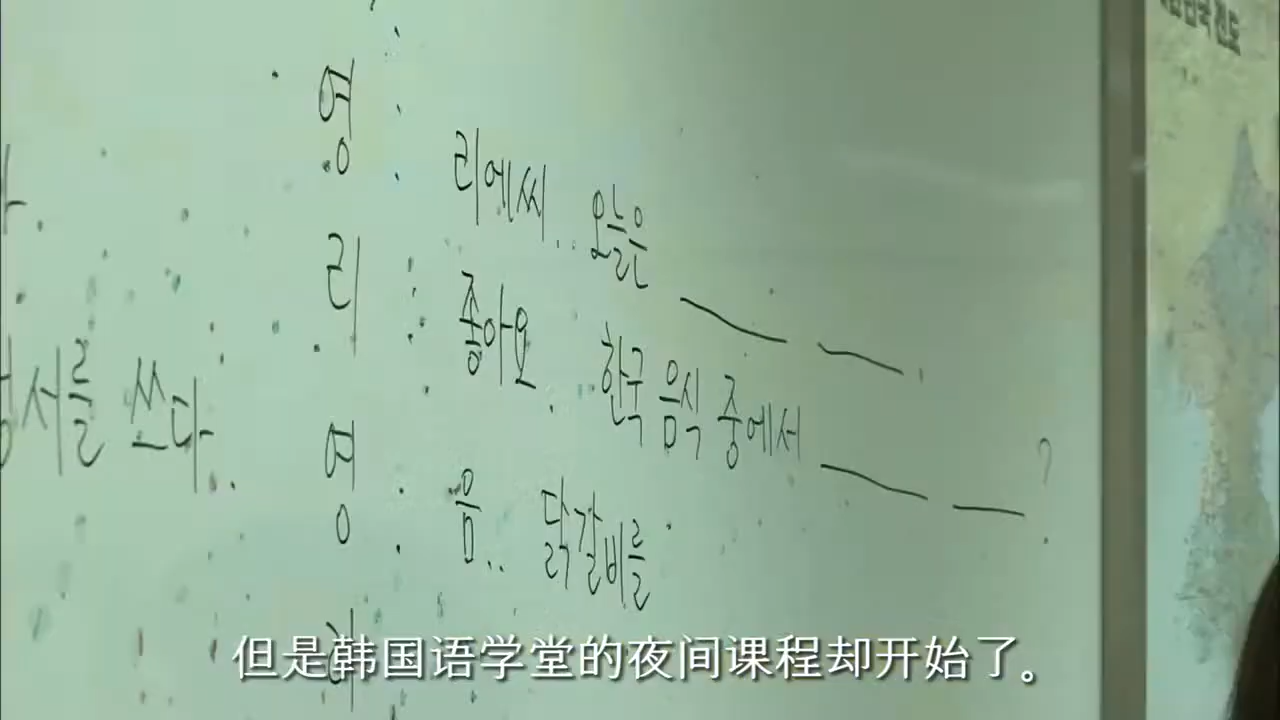 영 : 리에씨.. 오늘은 ___ ___.
리 : 좋아요. 한국 음식 중에서 ___ ___?
서를 쓰다.
영 : 음.. 닭갈비를
전도
但是韩国语学堂的夜间课程却开始了。